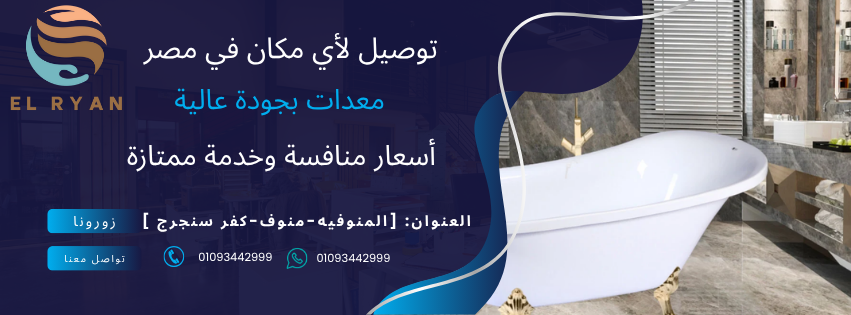 EL RYAN
توصيل لأي مكان في مصر
معدات بجودة عالية
أسعار منافسة وخدمة ممتازة
العنوان: [المنوفيه-منوف-كفر سنجرج ] زورونا
تواصل معنا 01093442999 01093442999